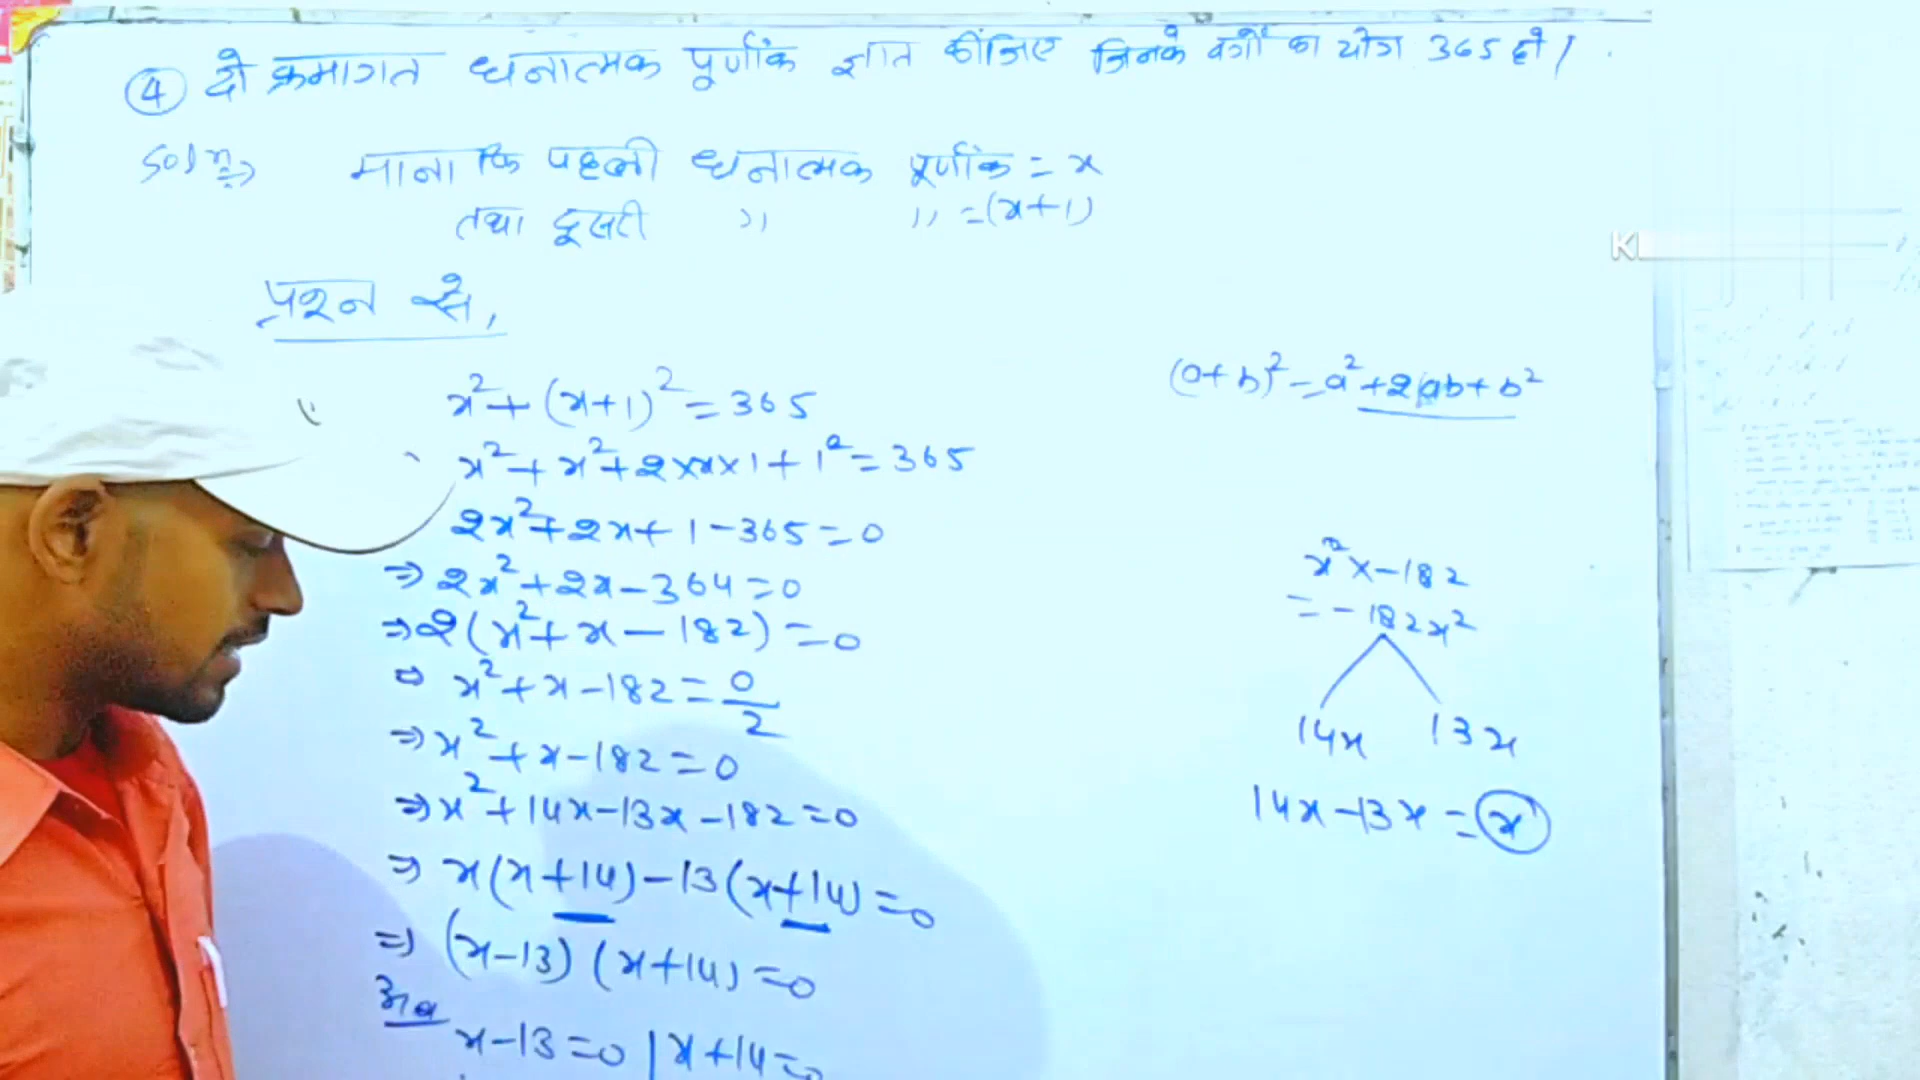 ④ दो क्रमागत धनात्मक पूर्णांक ज्ञात कीजिए जिनके वर्गों का योग 365 हो।
Solⁿ⇒ माना कि पहली धनात्मक पूर्णांक = x
तथा दूसरी ,, ,, = (x+1)
प्रश्न से,
x² + (x+1)² = 365
(a+b)² = a² + 2ab + b²
x² + x² + 2×x×1 + 1² = 365
2x² + 2x + 1 - 365 = 0
⇒ 2x² + 2x - 364 = 0
⇒ 2(x² + x - 182) = 0
⇒ x² + x - 182 = 0/2
⇒ x² + x - 182 = 0
⇒ x² + 14x - 13x - 182 = 0
⇒ x(x+14) - 13(x+14) = 0
⇒ (x-13) (x+14) = 0
अब
x - 13 = 0 | x + 14 = 0
x² × -182
= -182x²
14x 13x
14x - 13x = x